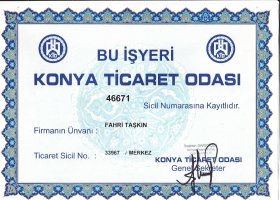 BU İŞYERİ
KONYA TİCARET ODASI
46671
Sicil Numarasına Kayıtlıdır.
Firmanın Ünvanı : FAHRİ TAŞKIN
Ticaret Sicil No. : 33967 / MERKEZ
KONYA TİCARET ODASI
Genel Sekreter